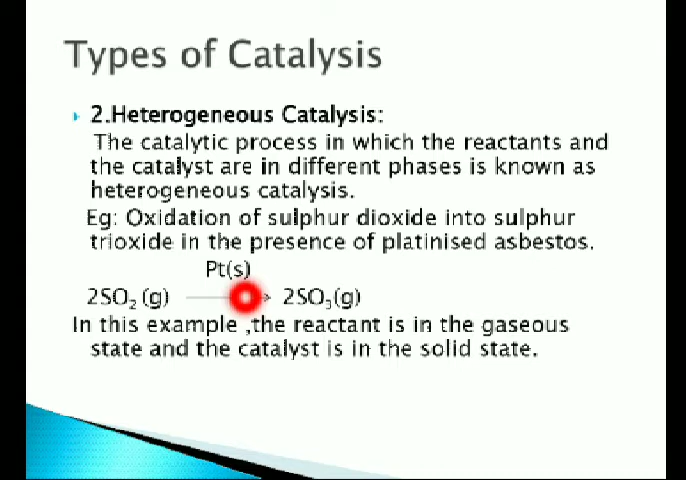 Types of Catalysis
2.Heterogeneous Catalysis:
The catalytic process in which the reactants and
the catalyst are in different phases is known as
heterogeneous catalysis.
Eg: Oxidation of sulphur dioxide into sulphur
trioxide in the presence of platinised asbestos.
Pt(s)
2SO₂ (g) → 2SO₃(g)
In this example ,the reactant is in the gaseous
state and the catalyst is in the solid state.